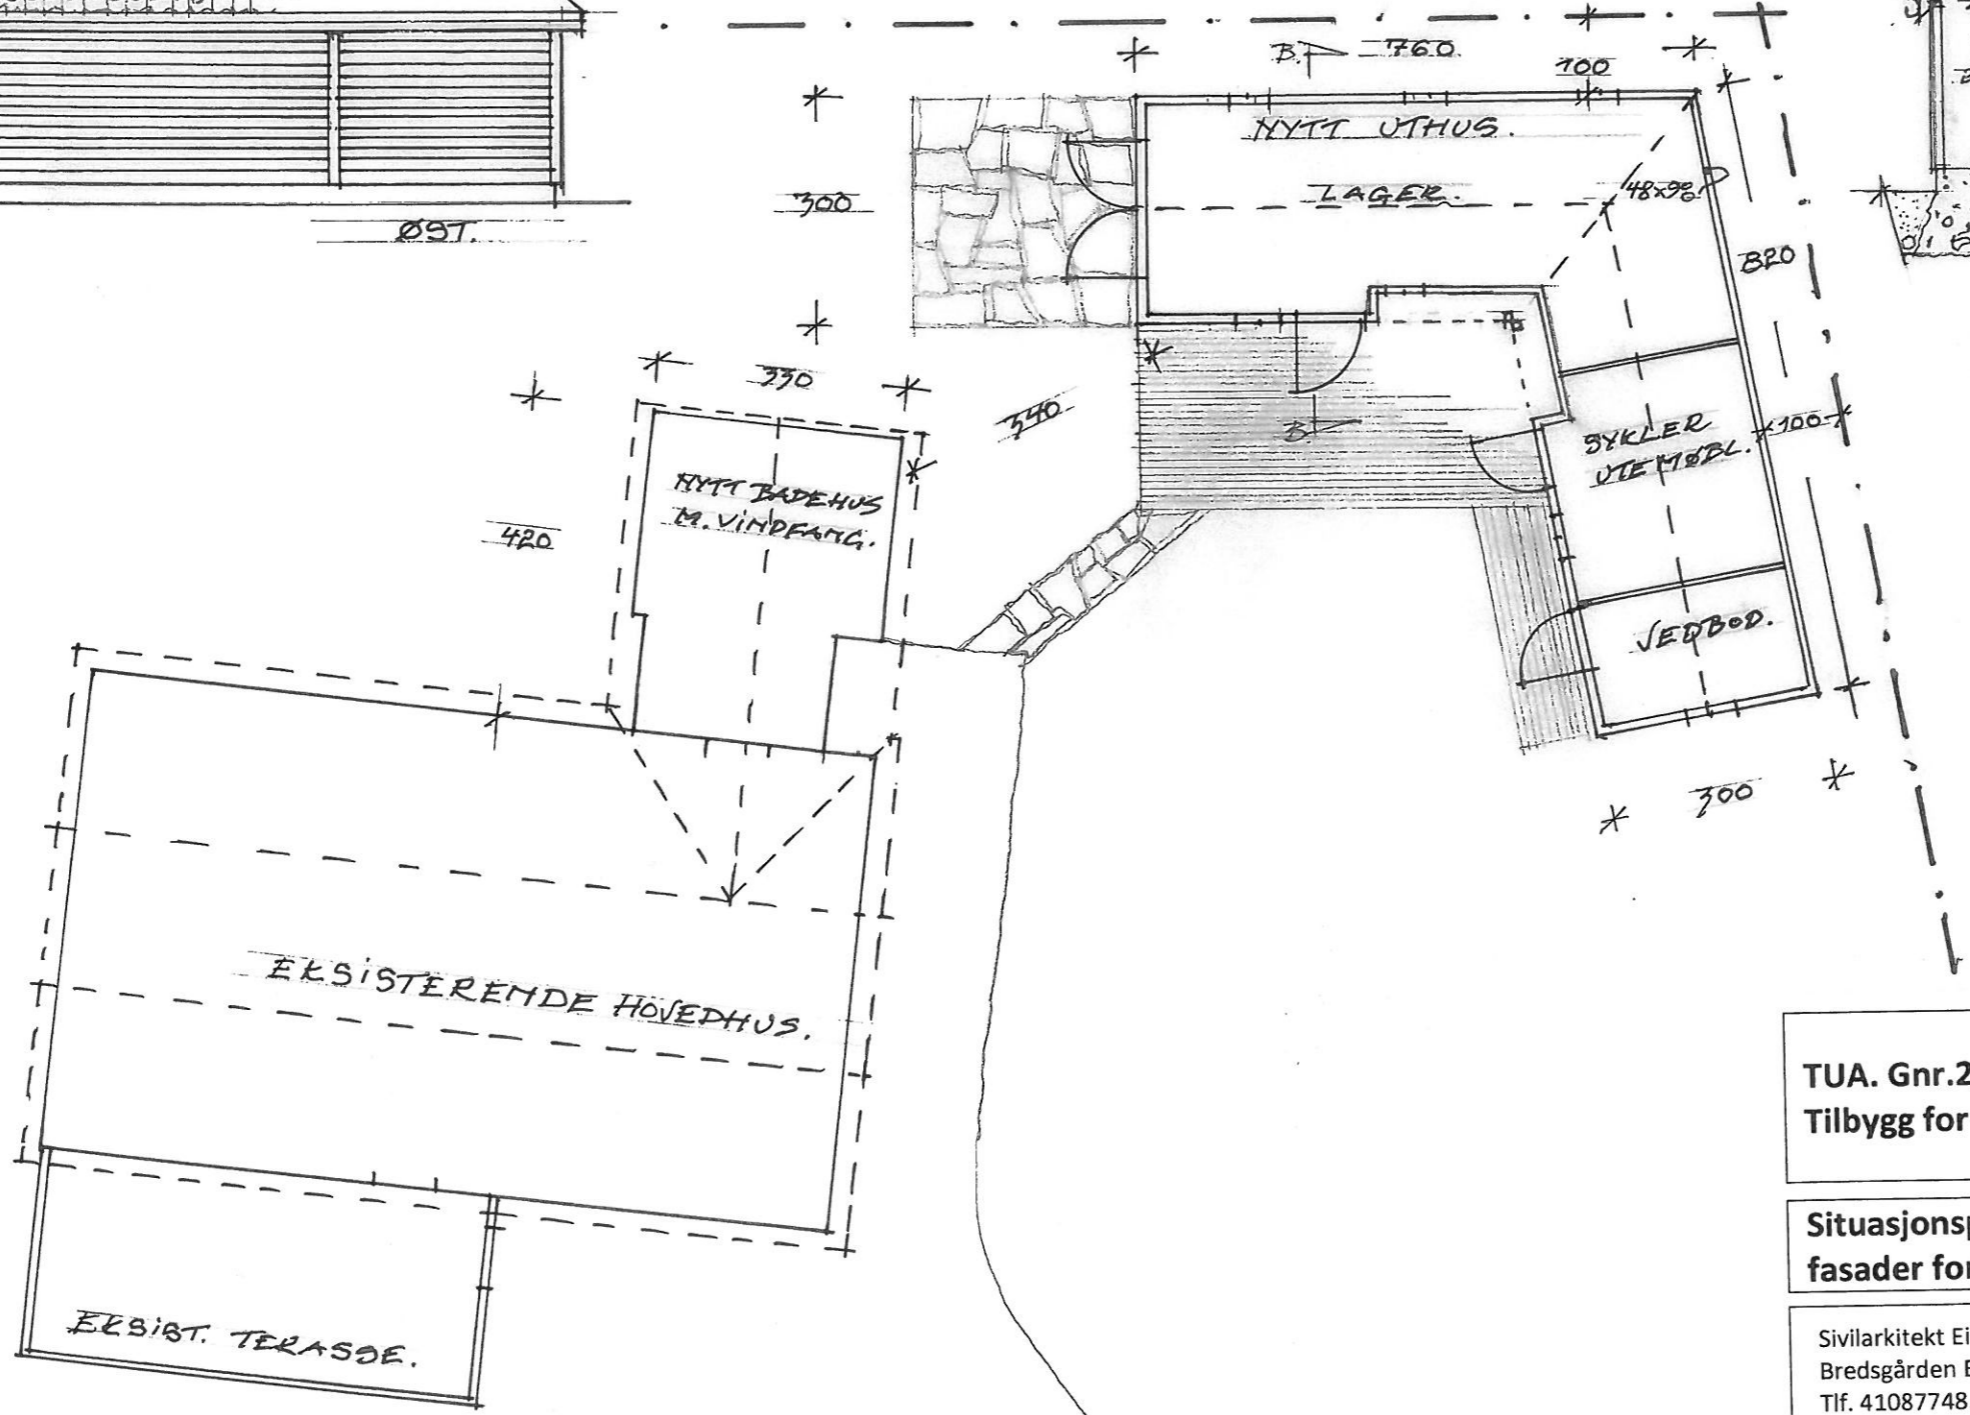 ØST.
B.
760
100
300
NYTT UTHUS.
LAGER.
48x98
820
330
340
B
SYKLER
UTEMØBL.
100
420
NYTT BADEHUS
M. VINDFANG.
VEDBOD.
300
EKSISTERENDE HOVEDHUS.
EKSIST. TERASSE.
TUA. Gnr.2
Tilbygg for
Situasjonsp
fasader for
Sivilarkitekt Ei
Bredsgården
Tlf. 41087748